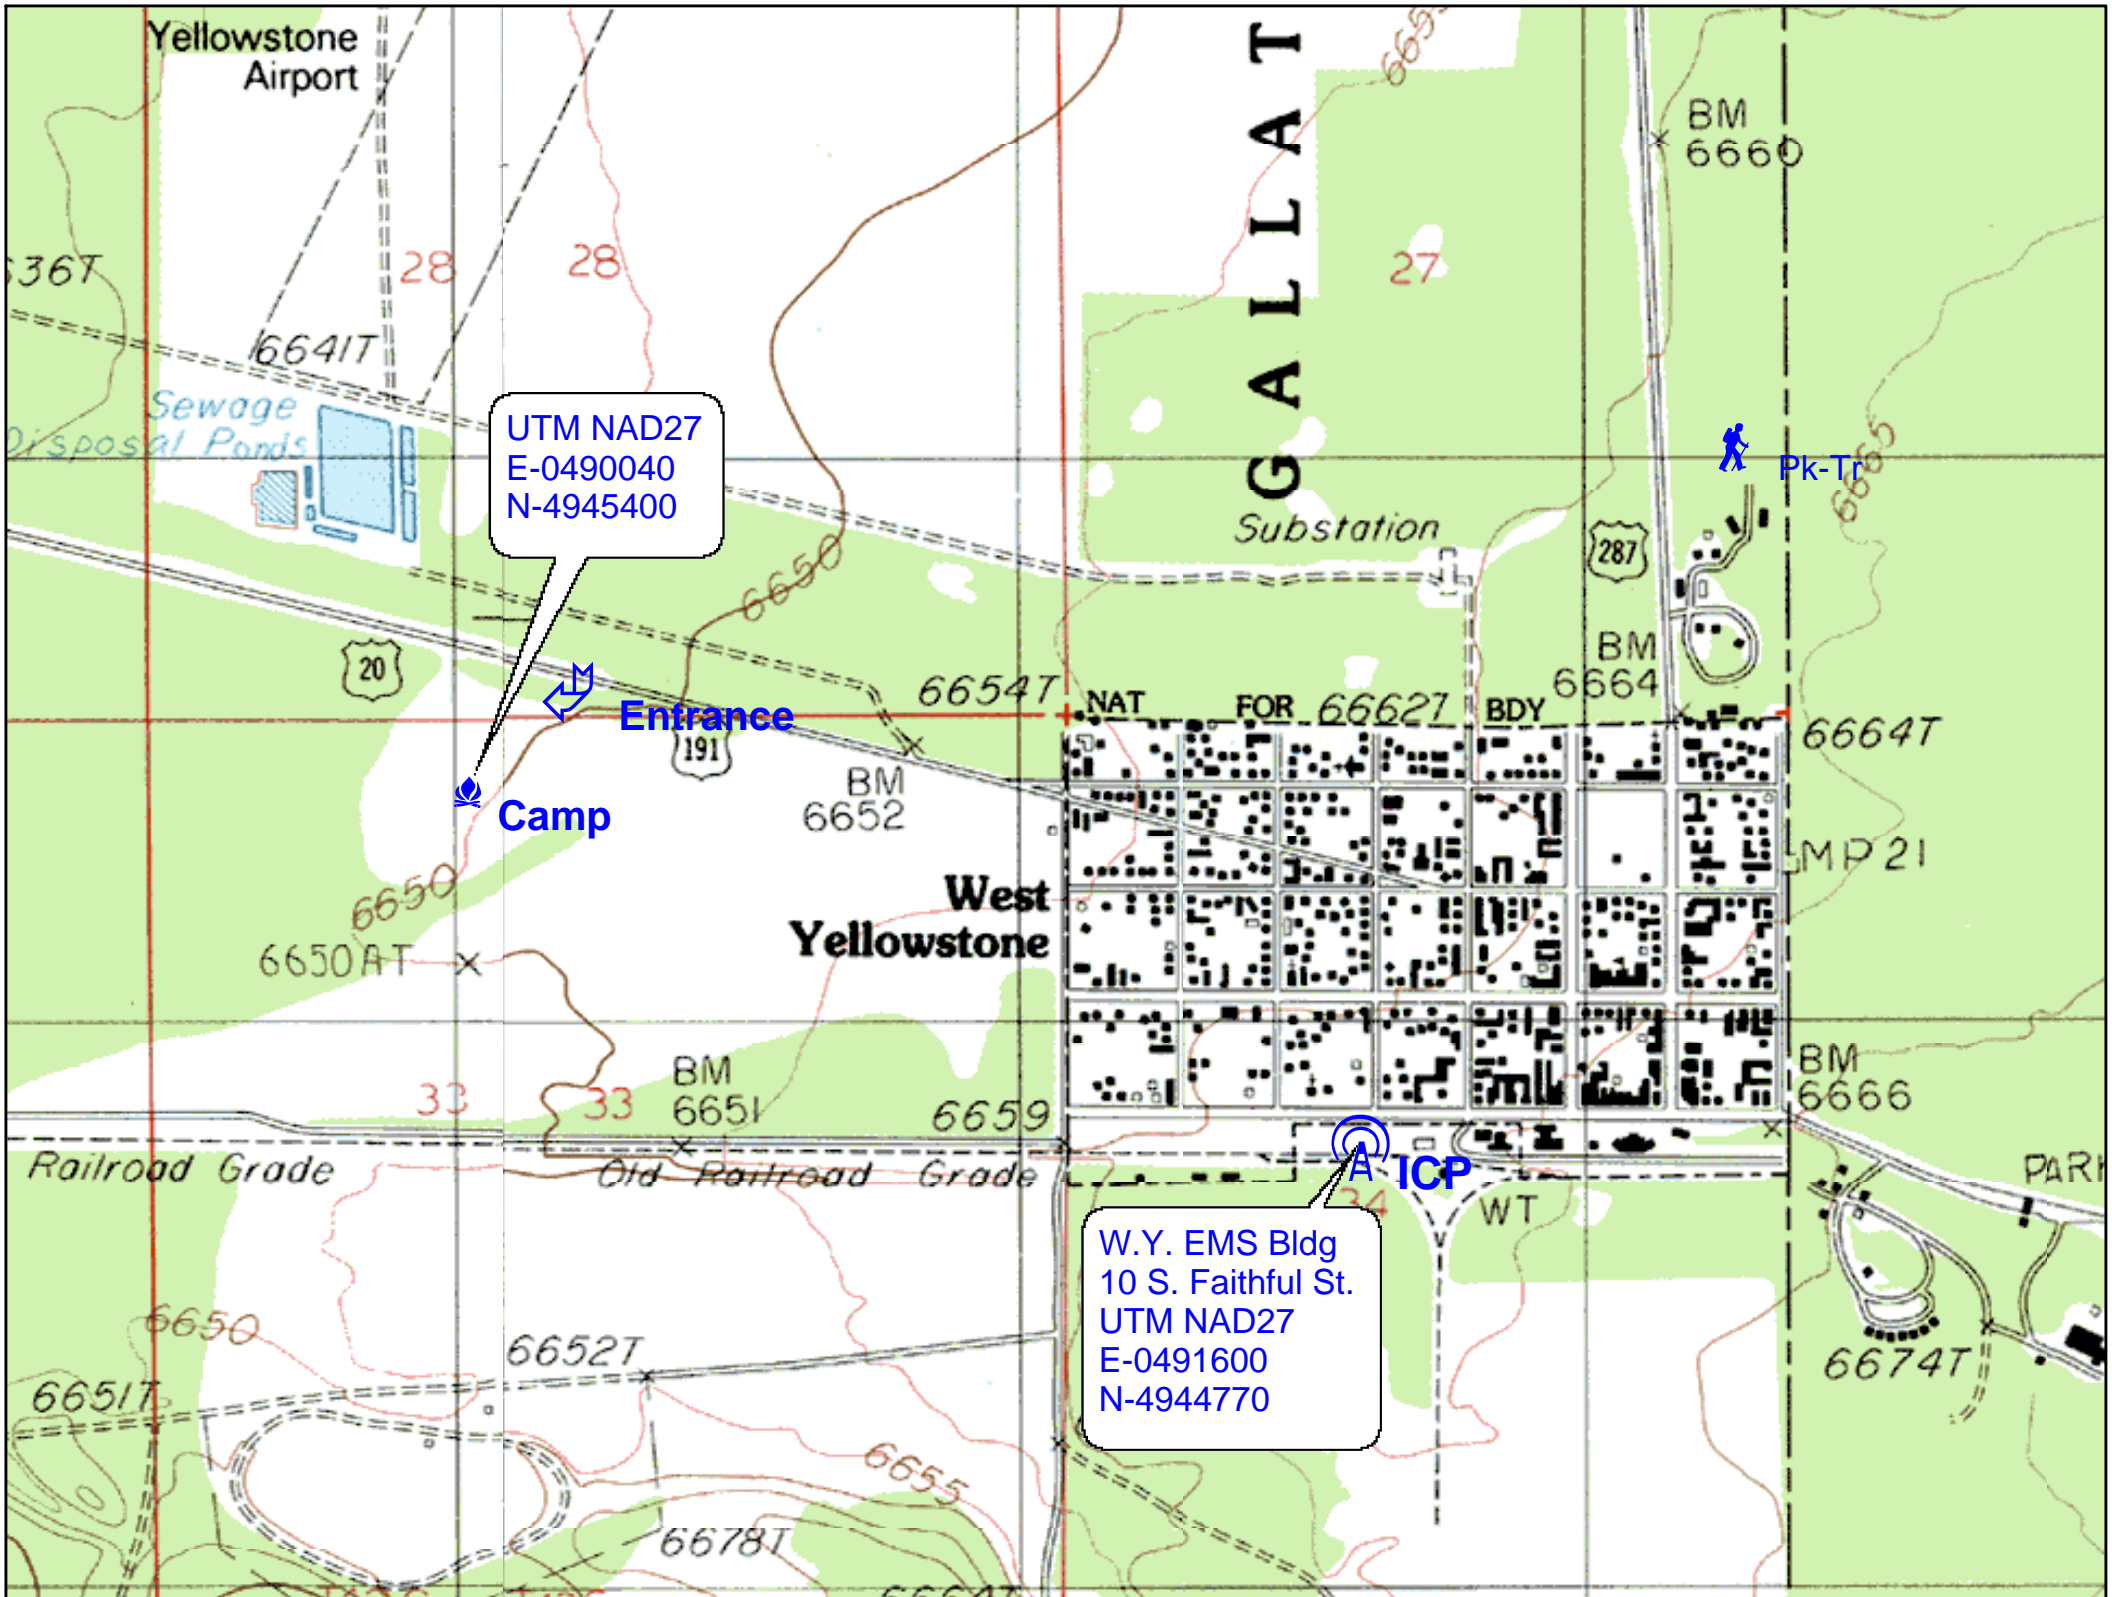 Yellowstone
Airport
GALLAT
6655
BM
6660
636T
28
28
27
6641T
Sewage
Disposal Ponds
UTM NAD27
E-0490040
N-4945400
Pk-Tr
6665
Substation
287
6650
20
BM
6664
6654T
NAT FOR 6662T BDY
Entrance
191
6664T
BM
6652
Camp
MP 21
West
Yellowstone
6650
6650AT
BM
6651
33
33
6659
BM
6666
Railroad Grade
Old Railroad Grade
ICP
34
WT
PARK
W.Y. EMS Bldg
10 S. Faithful St.
UTM NAD27
E-0491600
N-4944770
6650
6652T
6651T
6674T
6655
6678T